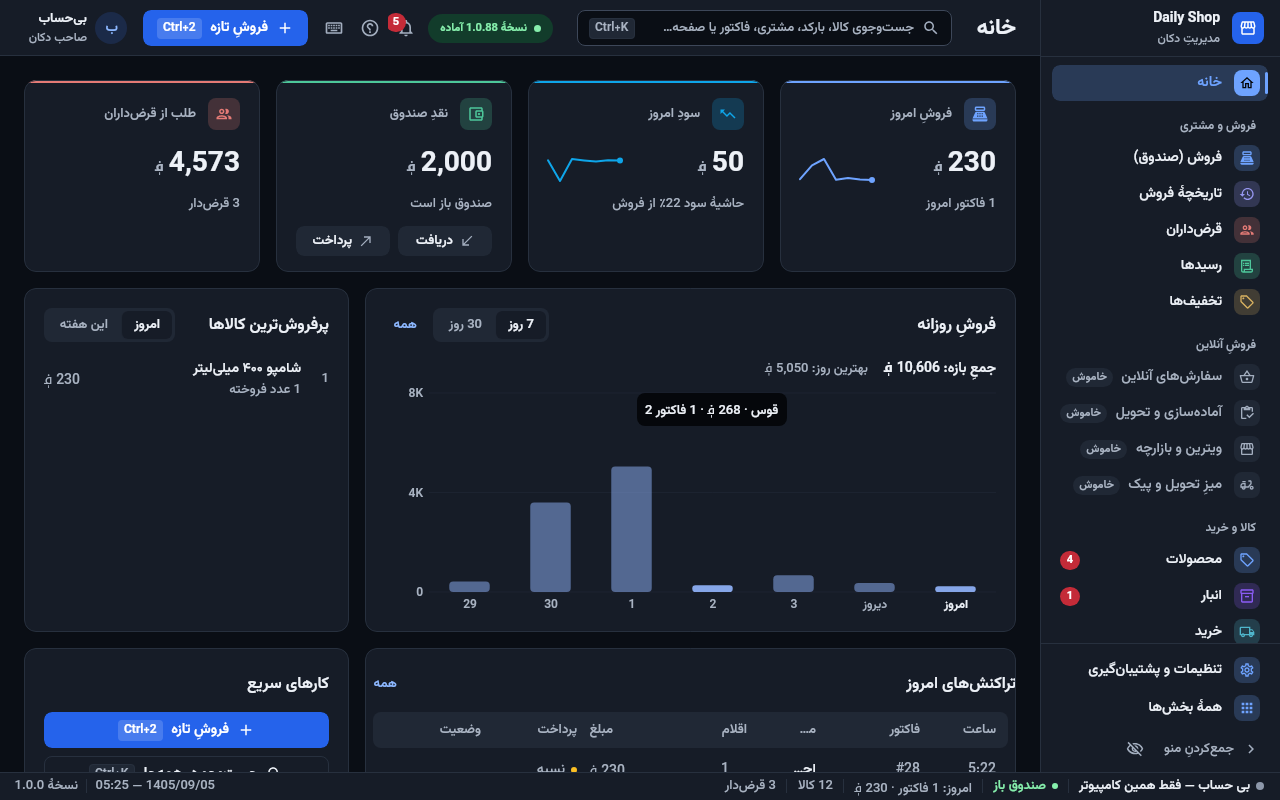 Daily Shop
مدیریتِ دکان
خانه
فروش و مشتری
فروش (صندوق)
تاریخچهٔ فروش
قرض‌داران
رسیدها
تخفیف‌ها
فروشِ آنلاین
سفارش‌های آنلاین خاموش
آماده‌سازی و تحویل خاموش
ویترین و بازارچه خاموش
میزِ تحویل و پیک خاموش
کالا و خرید
محصولات 4
انبار 1
خرید
تنظیمات و پشتیبان‌گیری
همهٔ بخش‌ها
جمع‌کردنِ منو
خانه
جست‌وجوی کالا، بارکد، مشتری، فاکتور یا صفحه... Ctrl+K
نسخهٔ 1.0.88 آماده
5
فروشِ تازه Ctrl+2
بی‌حساب
صاحب دکان
ب
فروشِ امروز
230 ؋
1 فاکتور امروز
سودِ امروز
50 ؋
حاشیهٔ سود 22٪ از فروش
نقدِ صندوق
2,000 ؋
صندوق باز است
دریافت
پرداخت
طلب از قرض‌داران
4,573 ؋
3 قرض‌دار
فروشِ روزانه
7 روز
30 روز
همه
جمعِ بازه: 10,606 ؋
بهترین روز: 5,050 ؋
2 قوس · 268 ؋ · 1 فاکتور
8K
4K
0
29
30
1
2
3
دیروز
امروز
پرفروش‌ترین کالاها
امروز
این هفته
1
شامپو ۴۰۰ میلی‌لیتر
1 عدد فروخته
230 ؋
تراکنش‌های امروز
همه
ساعت فاکتور م... اقلام مبلغ پرداخت وضعیت
5:22 #28 احـ... 1 230 ؋ نسیه
کارهای سریع
فروشِ تازه Ctrl+2
Ctrl+K
بی حساب — فقط همین کامپیوتر
صندوق باز
امروز: 1 فاکتور · 230 ؋
12 کالا
3 قرض‌دار
1405/09/05 — 05:25
نسخهٔ 1.0.0